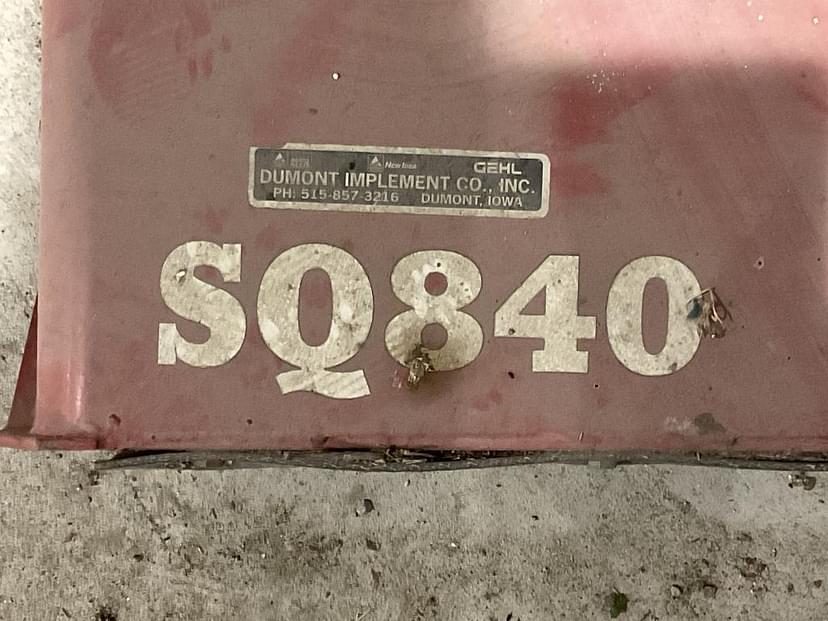 New Idea GEHL
DUMONT IMPLEMENT CO., INC.
PH: 515-857-3216 DUMONT, IOWA
SQ840